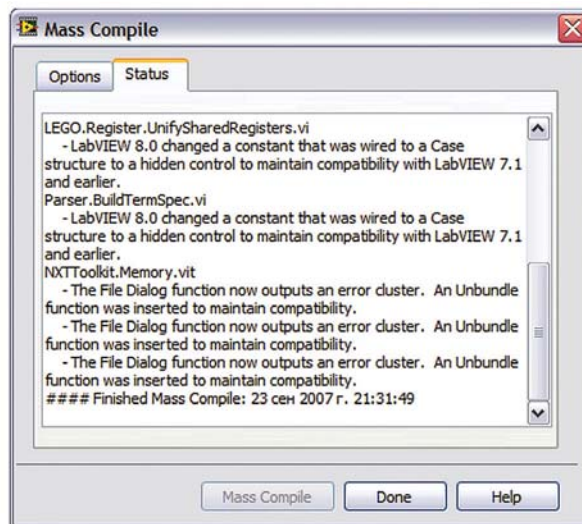 Mass Compile
Options
Status
LEGO.Register.UnifySharedRegisters.vi
- LabVIEW 8.0 changed a constant that was wired to a Case
structure to a hidden control to maintain compatibility with LabVIEW 7.1
and earlier.
Parser.BuildTermSpec.vi
- LabVIEW 8.0 changed a constant that was wired to a Case
structure to a hidden control to maintain compatibility with LabVIEW 7.1
and earlier.
NXTToolkit.Memory.vit
- The File Dialog function now outputs an error cluster.  An Unbundle
function was inserted to maintain compatibility.
- The File Dialog function now outputs an error cluster.  An Unbundle
function was inserted to maintain compatibility.
- The File Dialog function now outputs an error cluster.  An Unbundle
function was inserted to maintain compatibility.
#### Finished Mass Compile: 23 сен 2007 г. 21:31:49
Mass Compile
Done
Help